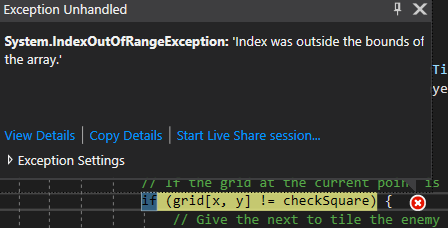 Exception Unhandled
System.IndexOutOfRangeException: 'Index was outside the bounds of
the array.'
Ti
ye
View Details | Copy Details | Start Live Share session...
Exception Settings
// If the grid at the current point is
if (grid[x, y] != checkSquare) {
// Give the next to tile the enemy